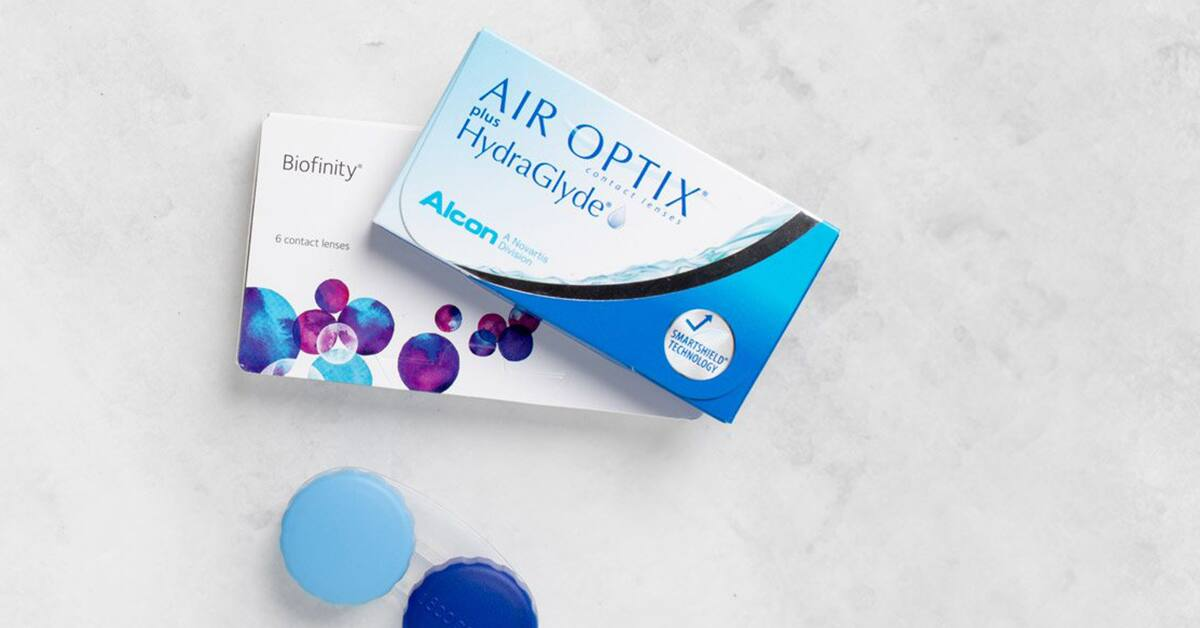 Biofinity®
6 contact lenses
AIR OPTIX®
plus
HydraGlyde®
contact lenses
Alcon
A Novartis
Division
SMARTSHIELD®
TECHNOLOGY